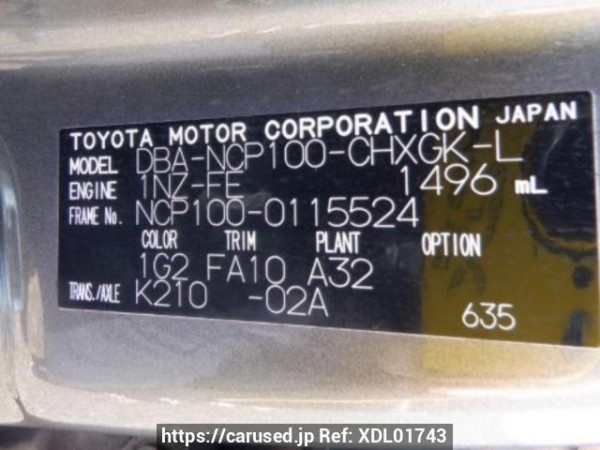 TOYOTA MOTOR CORPORATION JAPAN
MODEL DBA-NCP100-CHXGK-L
ENGINE 1NZ-FE 1496 mL
FRAME No. NCP100-0115524
COLOR TRIM PLANT OPTION
1G2 FA10 A32
TRANS./AXLE K210 -02A
635
https://carused.jp Ref: XDL01743